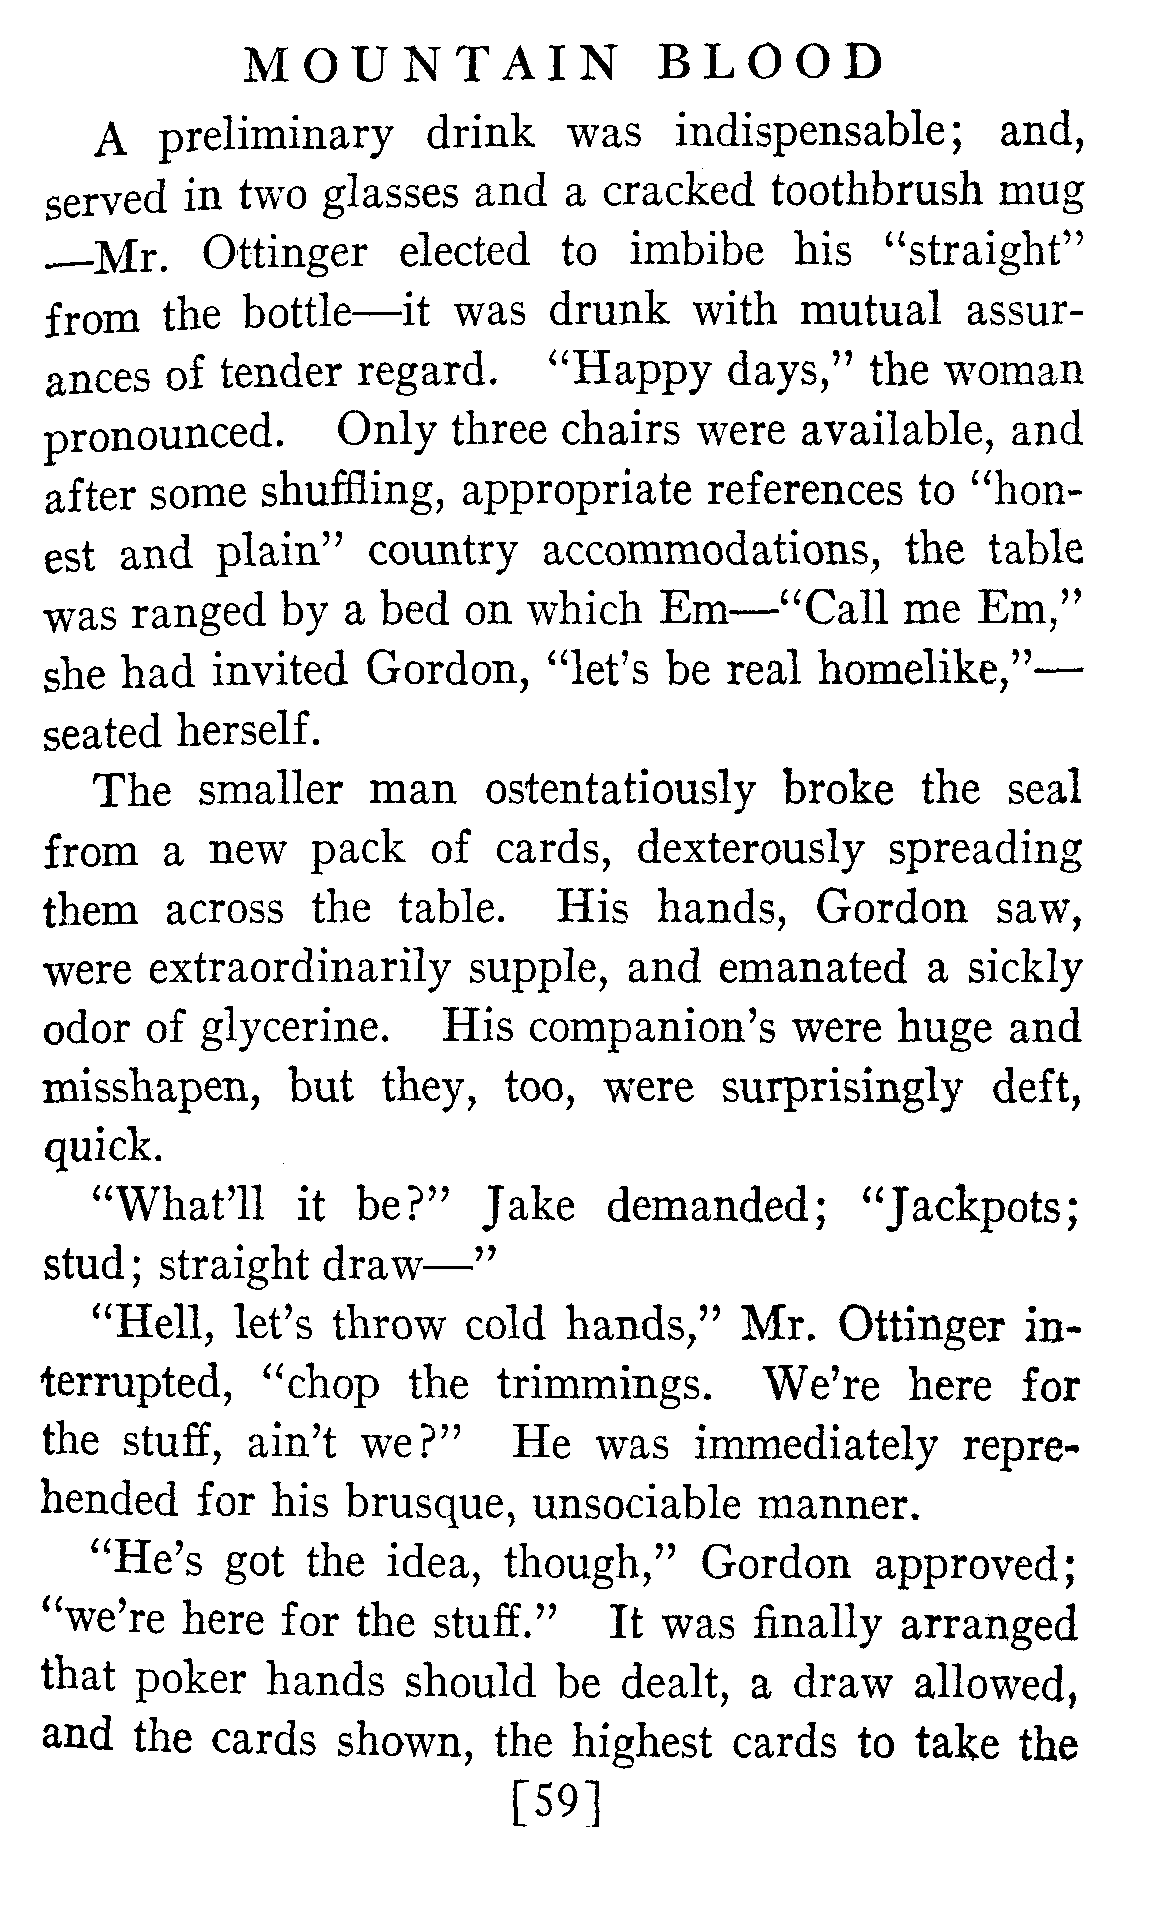 MOUNTAIN BLOOD
A preliminary drink was indispensable; and,
served in two glasses and a cracked toothbrush mug
—Mr. Ottinger elected to imbibe his “straight”
from the bottle—it was drunk with mutual assur-
ances of tender regard. “Happy days,” the woman
pronounced. Only three chairs were available, and
after some shuffling, appropriate references to “hon-
est and plain” country accommodations, the table
was ranged by a bed on which Em—“Call me Em,”
she had invited Gordon, “let’s be real homelike,”—
seated herself.
The smaller man ostentatiously broke the seal
from a new pack of cards, dexterously spreading
them across the table. His hands, Gordon saw,
were extraordinarily supple, and emanated a sickly
odor of glycerine. His companion’s were huge and
misshapen, but they, too, were surprisingly deft,
quick.
“What’ll it be?” Jake demanded; “Jackpots;
stud; straight draw—”
“Hell, let’s throw cold hands,” Mr. Ottinger in-
terrupted, “chop the trimmings. We’re here for
the stuff, ain’t we?” He was immediately repre-
hended for his brusque, unsociable manner.
“He’s got the idea, though,” Gordon approved;
“we’re here for the stuff.” It was finally arranged
that poker hands should be dealt, a draw allowed,
and the cards shown, the highest cards to take the
[59]